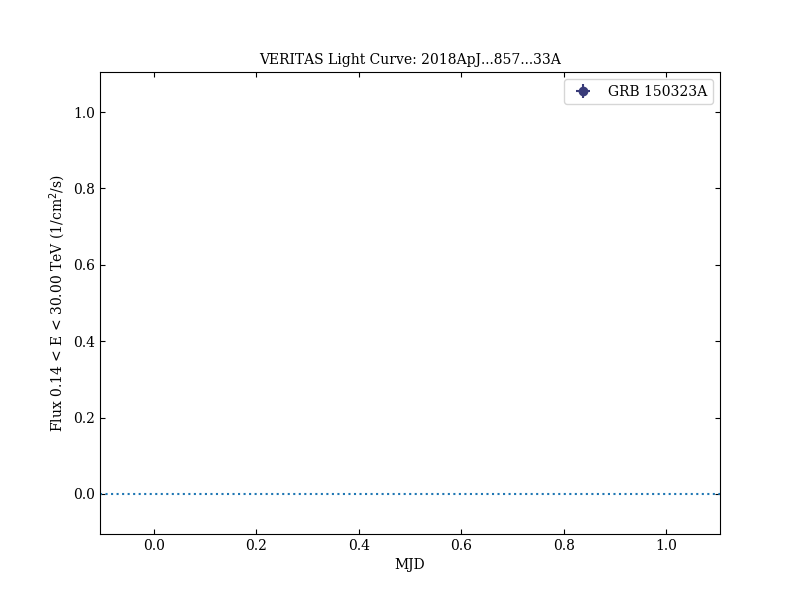 VERITAS Light Curve: 2018ApJ...857...33A
GRB 150323A
Flux 0.14 < E < 30.00 TeV (1/cm²/s)
1.0
0.8
0.6
0.4
0.2
0.0
0.0 0.2 0.4 0.6 0.8 1.0
MJD